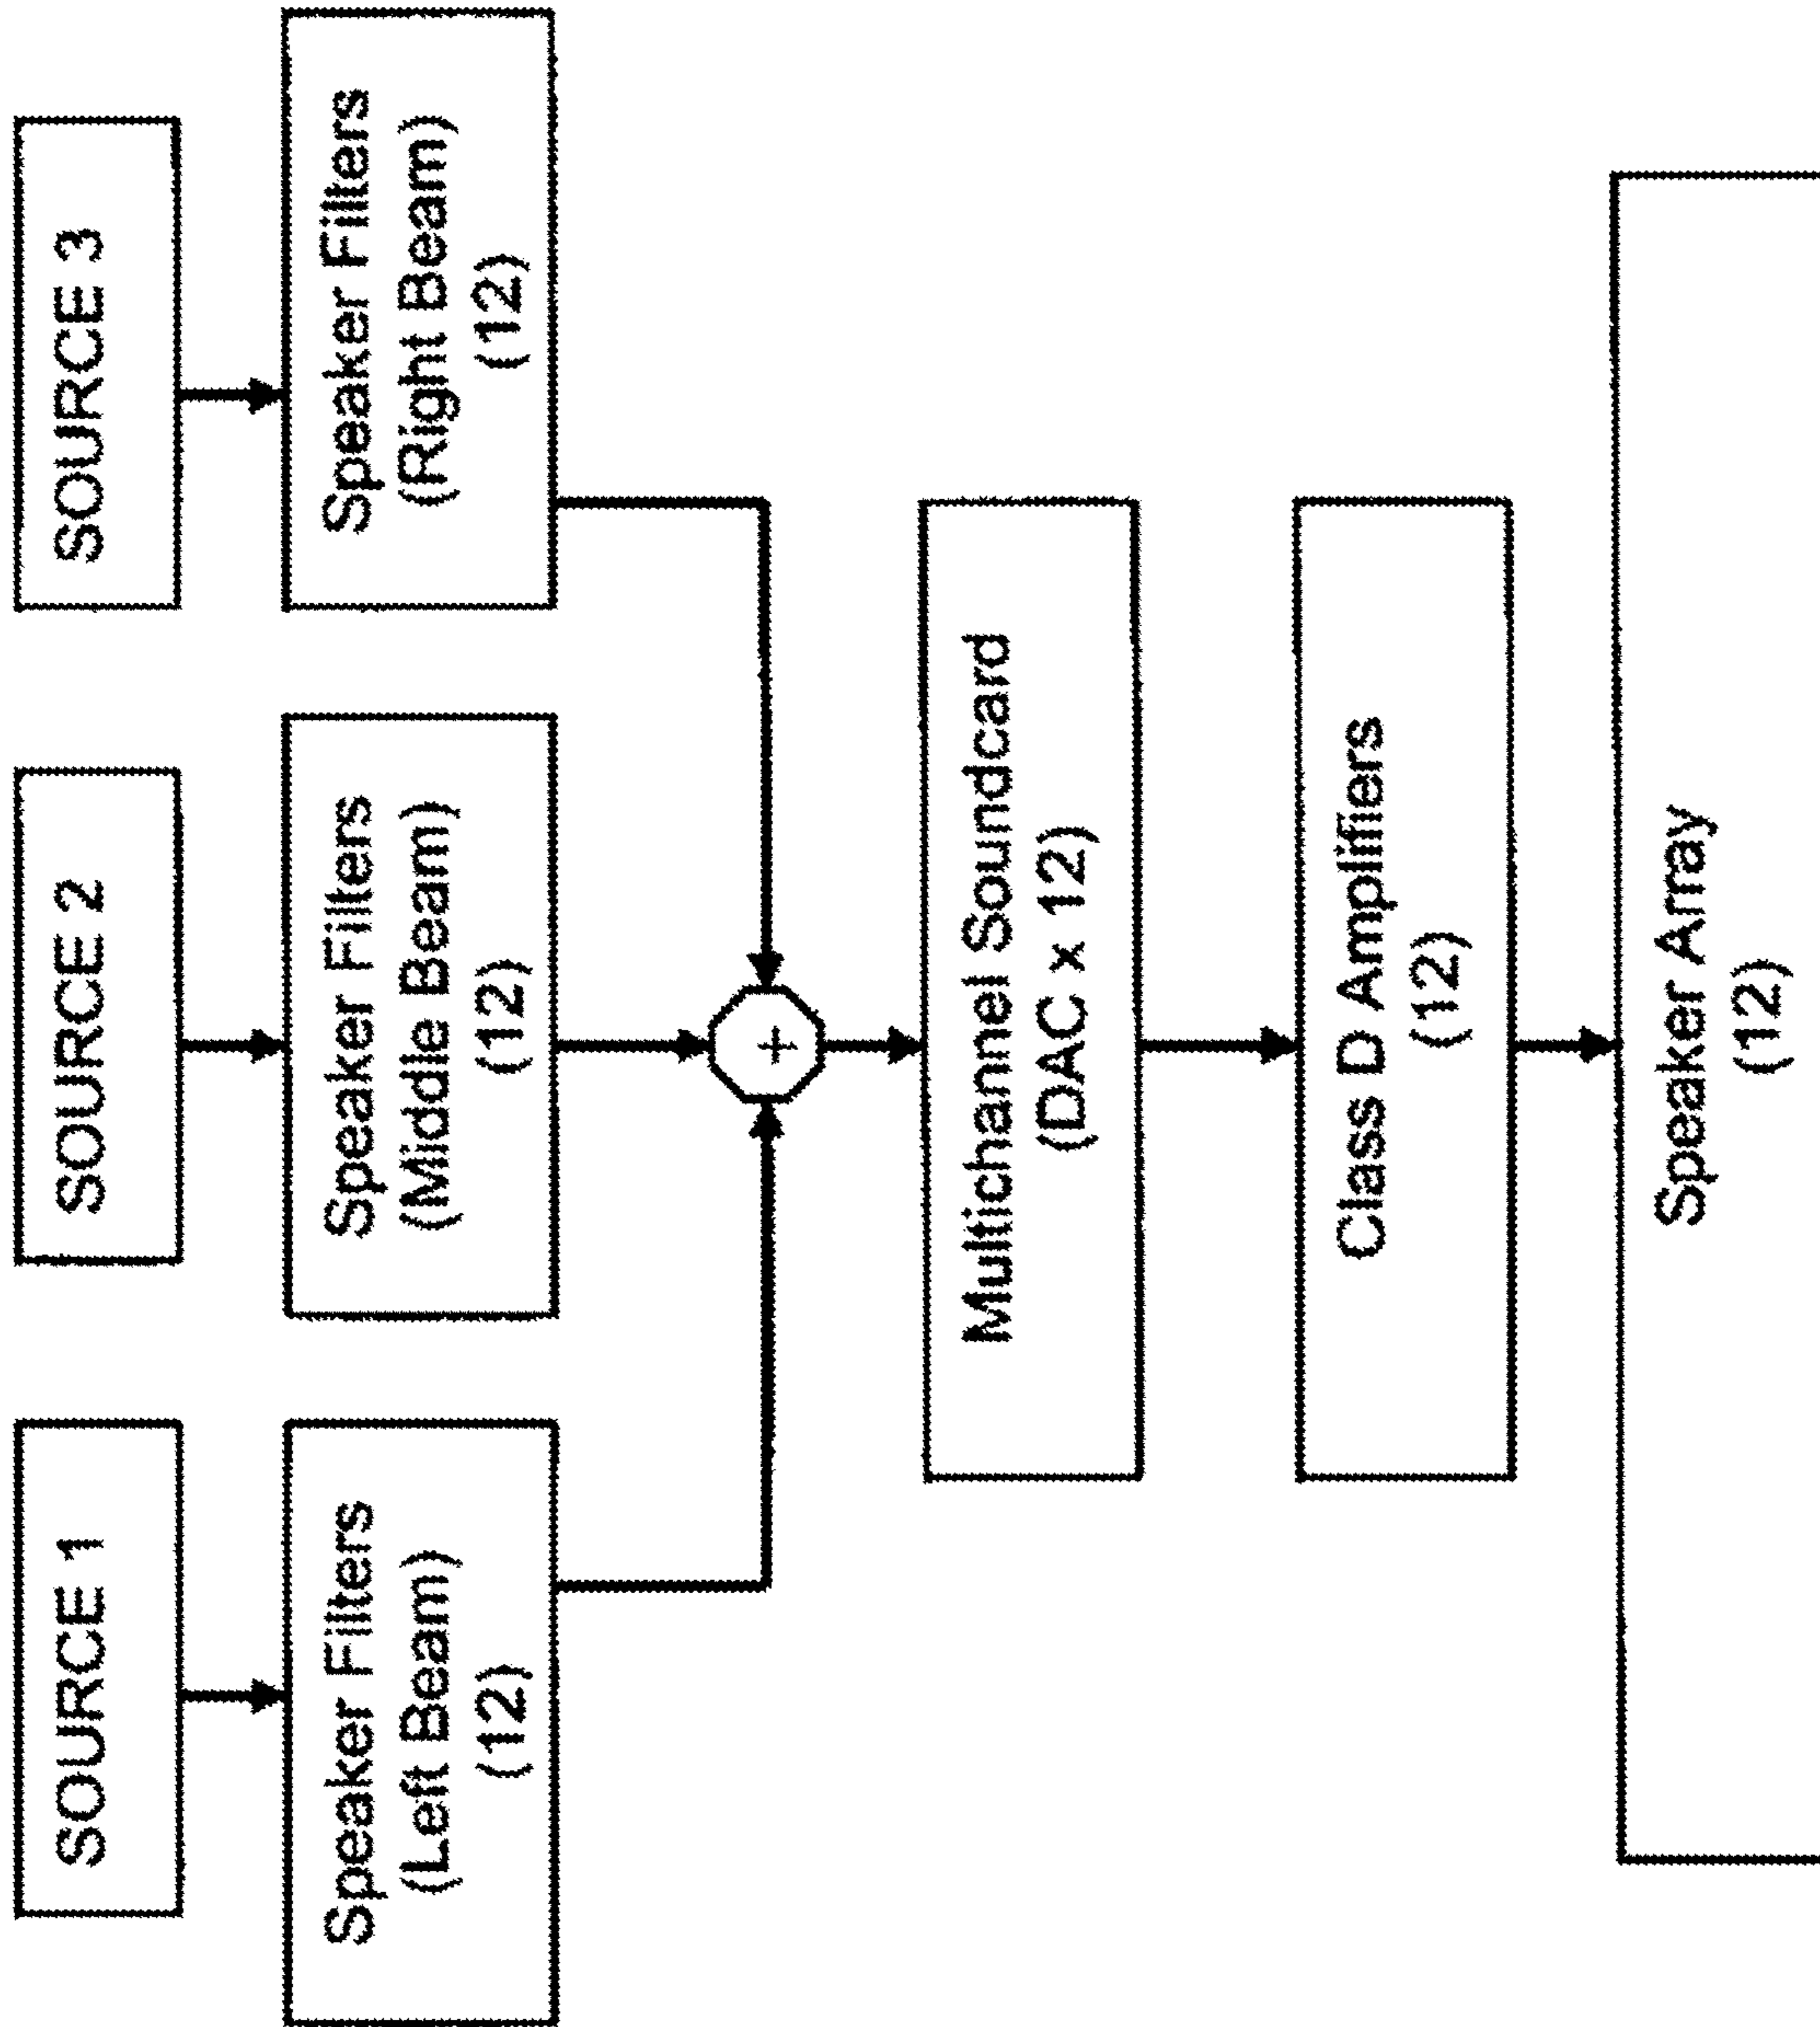 SOURCE 1
SOURCE 2
SOURCE 3
Speaker Filters
(Left Beam)
(12)
Speaker Filters
(Middle Beam)
(12)
Speaker Filters
(Right Beam)
(12)
+
Multichannel Soundcard
(DAC x 12)
Class D Amplifiers
(12)
Speaker Array
(12)